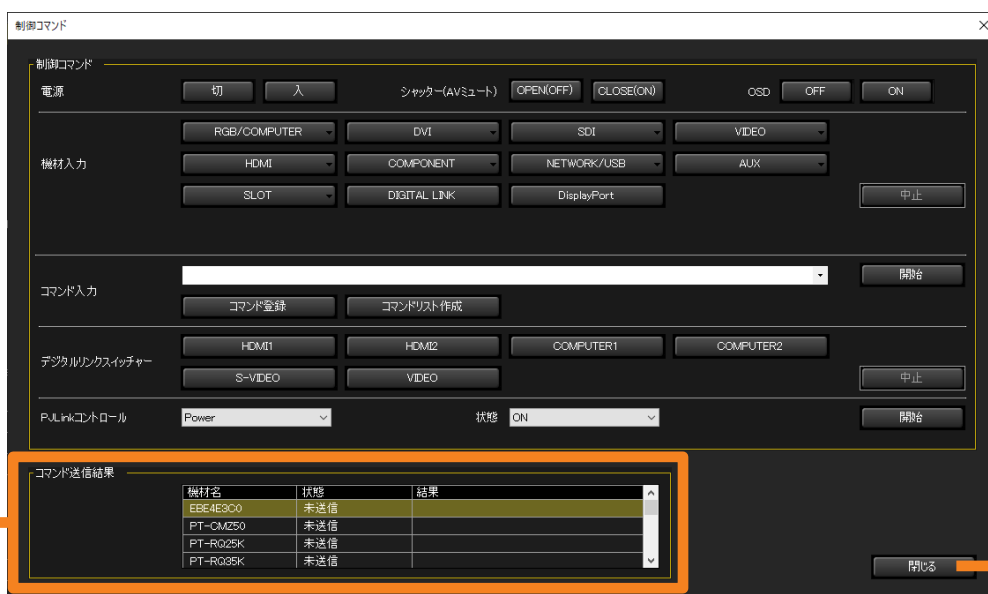 制御コマンド
制御コマンド
電源 切 入 シャッター(AVミュート) OPEN(OFF) CLOSE(ON) OSD OFF ON
RGB/COMPUTER DVI SDI VIDEO
機材入力 HDMI COMPONENT NETWORK/USB AUX
SLOT DIGITAL LINK DisplayPort 中止
コマンド入力 開始
コマンド登録 コマンドリスト作成
デジタルリンクスイッチャー HDMI1 HDMI2 COMPUTER1 COMPUTER2
S-VIDEO VIDEO 中止
PJLinkコントロール Power 状態 ON 開始
コマンド送信結果
機材名 状態 結果
EBE4E3C0 未送信
PT-CMZ50 未送信
PT-RQ25K 未送信
PT-RQ35K 未送信
閉じる